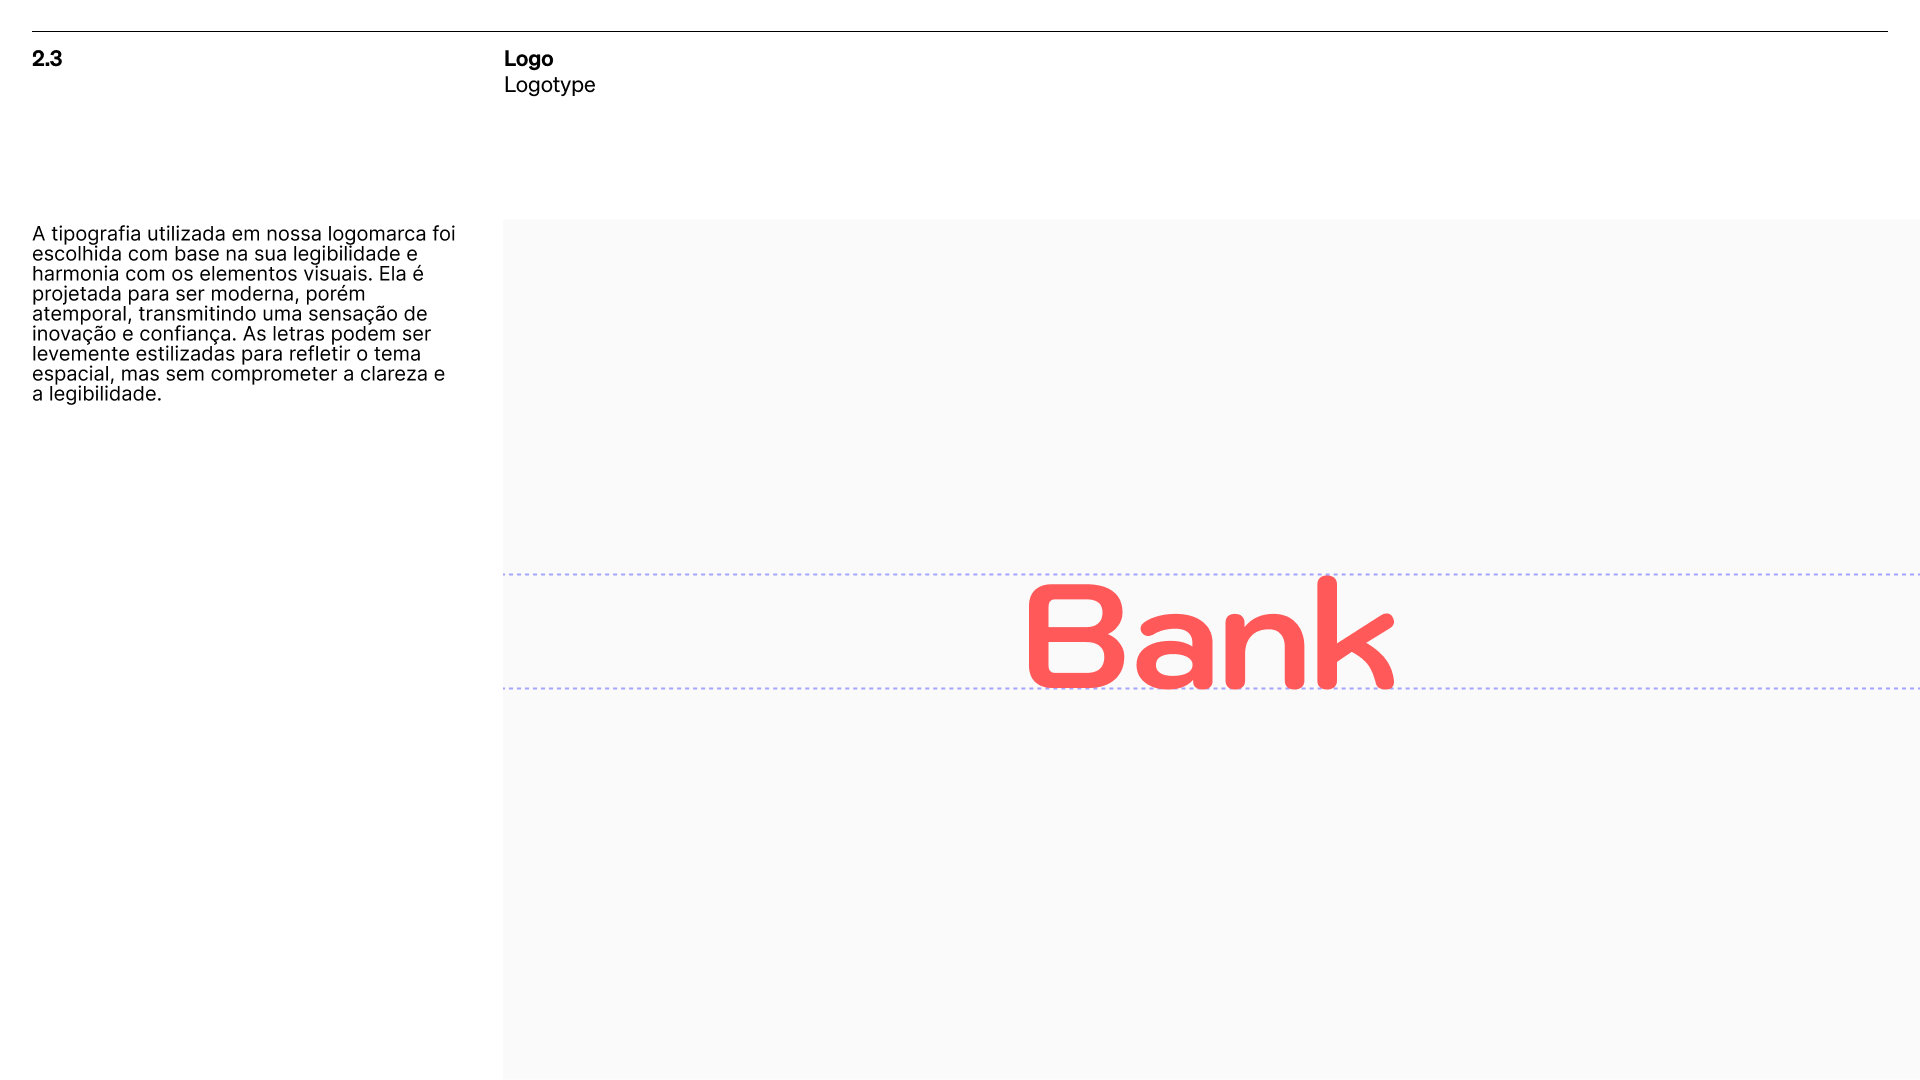 2.3
Logo
Logotype
A tipografia utilizada em nossa logomarca foi
escolhida com base na sua legibilidade e
harmonia com os elementos visuais. Ela é
projetada para ser moderna, porém
atemporal, transmitindo uma sensação de
inovação e confiança. As letras podem ser
levemente estilizadas para refletir o tema
espacial, mas sem comprometer a clareza e
a legibilidade.
Bank